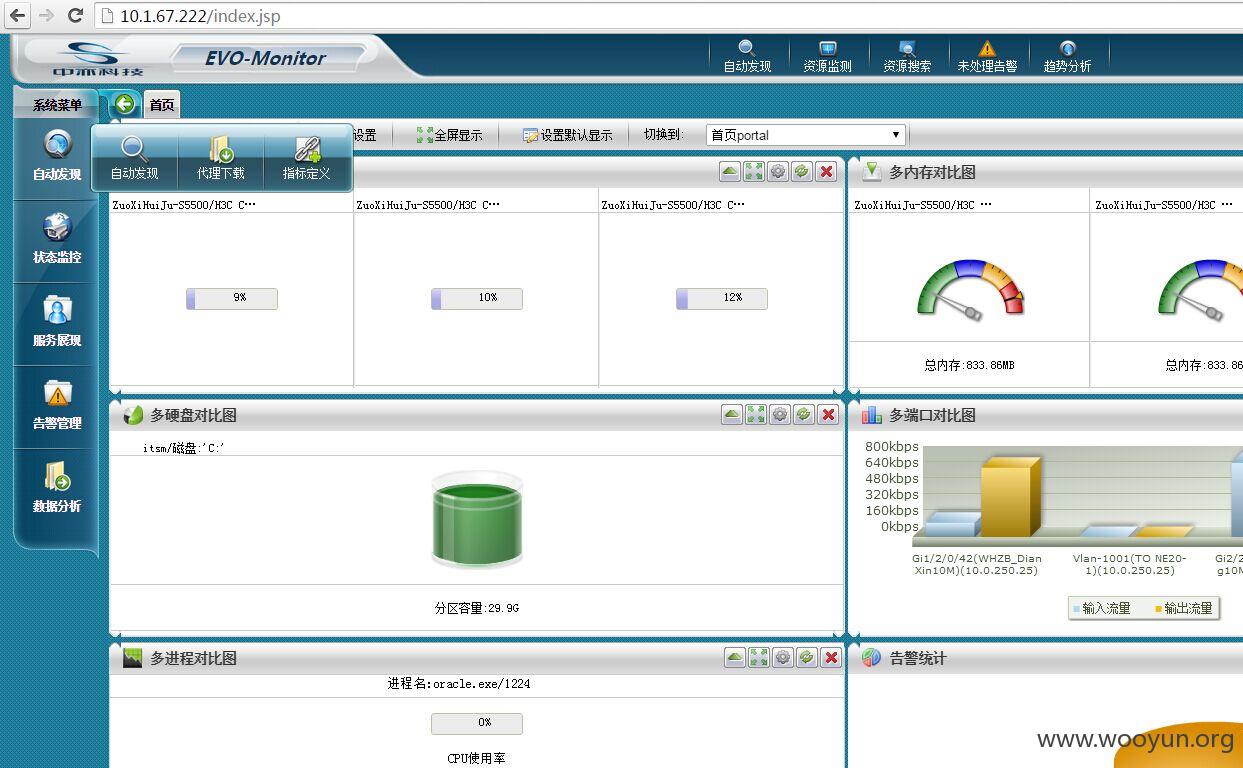 10.1.67.222/index.jsp
中亦科技
EVO-Monitor
自动发现 资源监测 资源搜索 未处理告警 趋势分析
系统菜单 首页
设置 全屏显示 设置默认显示 切换到: 首页portal
自动发现 代理下载 指标定义
自动发现
状态监控
服务展现
告警管理
数据分析
ZuoXiHuiJu-S5500/H3C C… ZuoXiHuiJu-S5500/H3C C… ZuoXiHuiJu-S5500/H3C C…
9% 10% 12%
多内存对比图
ZuoXiHuiJu-S5500/H3C … ZuoXiHuiJu-S5500/H3C …
总内存:833.86MB 总内存:833.86
多硬盘对比图
itsm/磁盘:'C:'
分区容量:29.9G
多端口对比图
800kbps
640kbps
480kbps
320kbps
160kbps
0kbps
Gi1/2/0/42(WHZB_Dian
Xin10M)(10.0.250.25)
Vlan-1001(TO NE20-
1)(10.0.250.25)
Gi2/2
g10M
输入流量 输出流量
多进程对比图
进程名:oracle.exe/1224
0%
CPU使用率
告警统计
www.wooyun.org